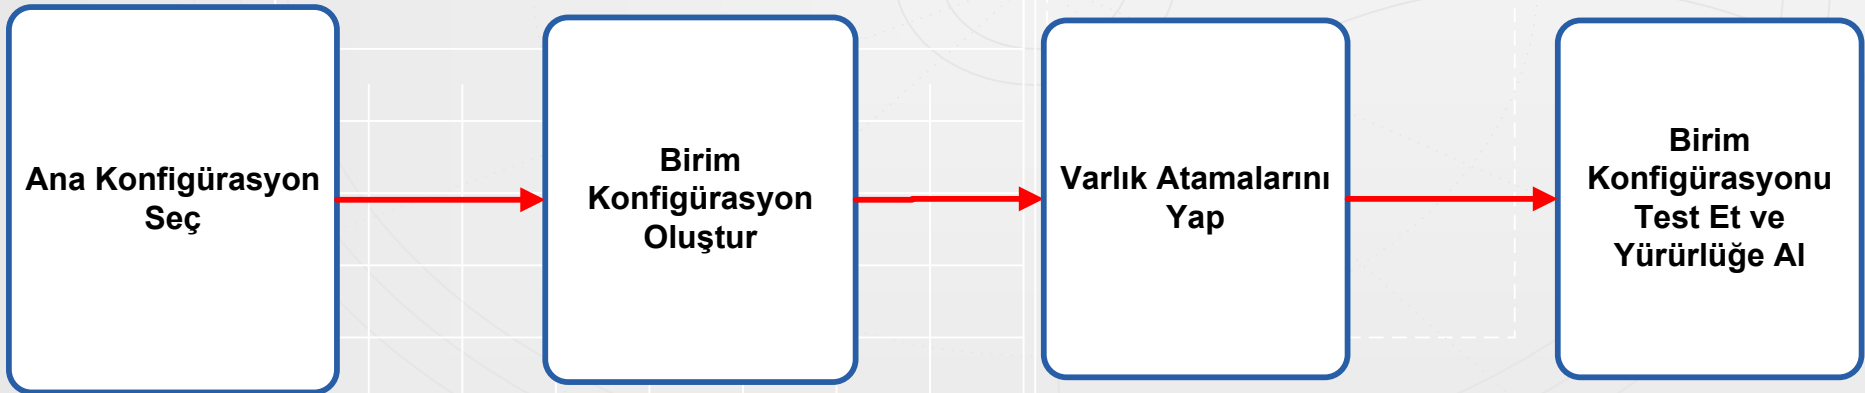 Ana Konfigürasyon
Seç
Birim
Konfigürasyon
Oluştur
Varlık Atamalarını
Yap
Birim
Konfigürasyonu
Test Et ve
Yürürlüğe Al